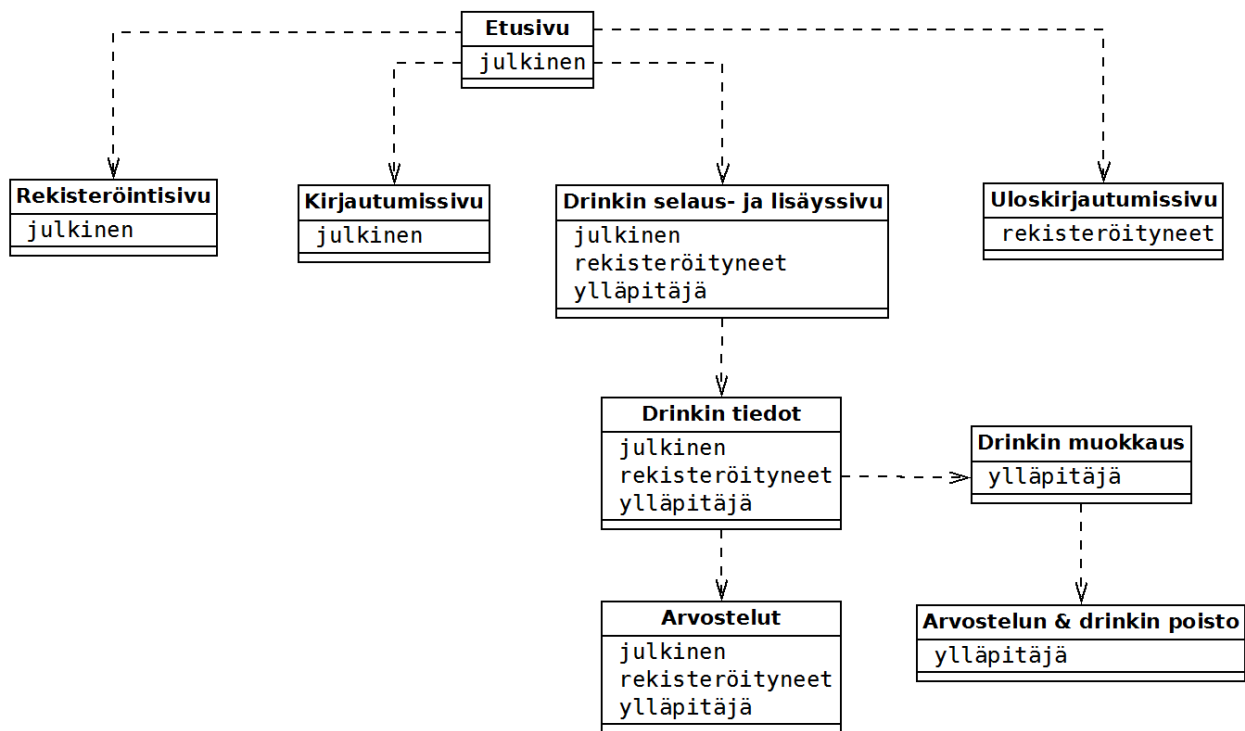 Etusivu
julkinen
Rekisteröintisivu
julkinen
Kirjautumissivu
julkinen
Drinkin selaus- ja lisäyssivu
julkinen
rekisteröityneet
ylläpitäjä
Uloskirjautumissivu
rekisteröityneet
Drinkin tiedot
julkinen
rekisteröityneet
ylläpitäjä
Drinkin muokkaus
ylläpitäjä
Arvostelut
julkinen
rekisteröityneet
ylläpitäjä
Arvostelun & drinkin poisto
ylläpitäjä